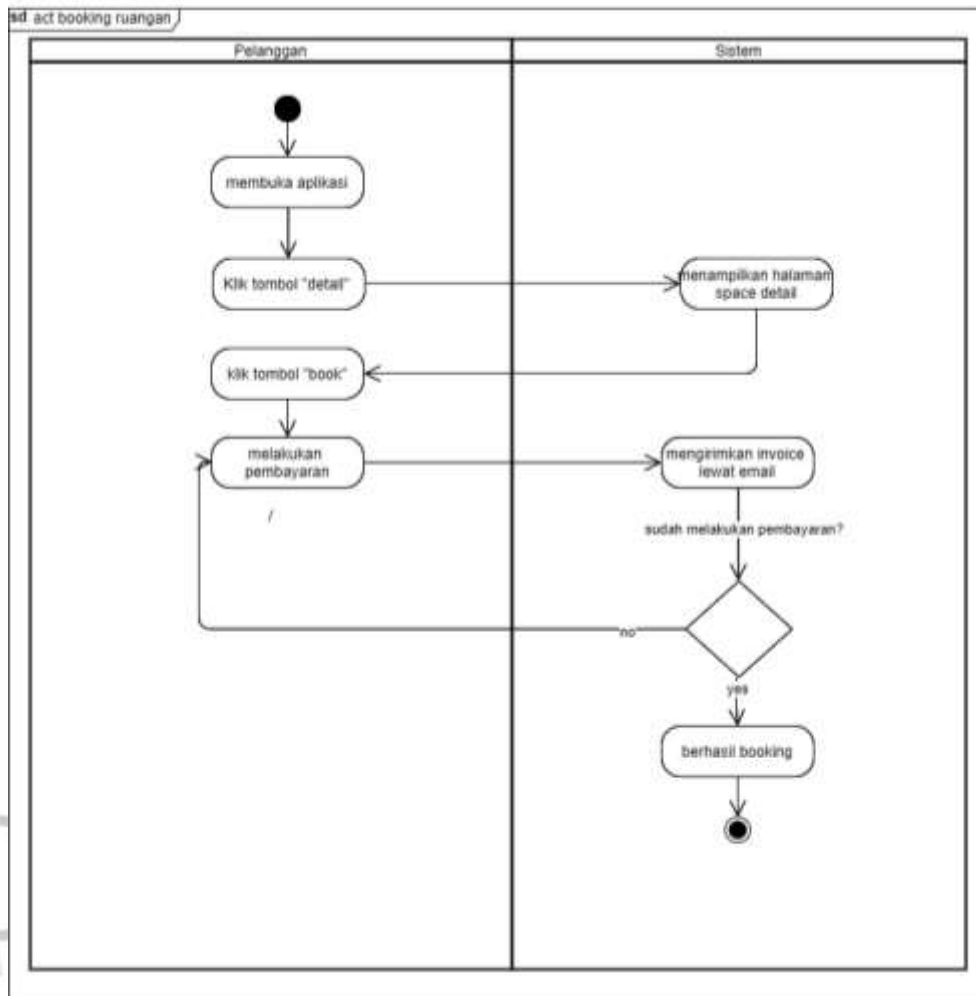 sd act booking ruangan
Pelanggan
Sistem
membuka aplikasi
Klik tombol "detail"
menampilkan halaman
space detail
klik tombol "book"
melakukan
pembayaran
mengirimkan invoice
lewat email
/
sudah melakukan pembayaran?
no
yes
berhasil booking